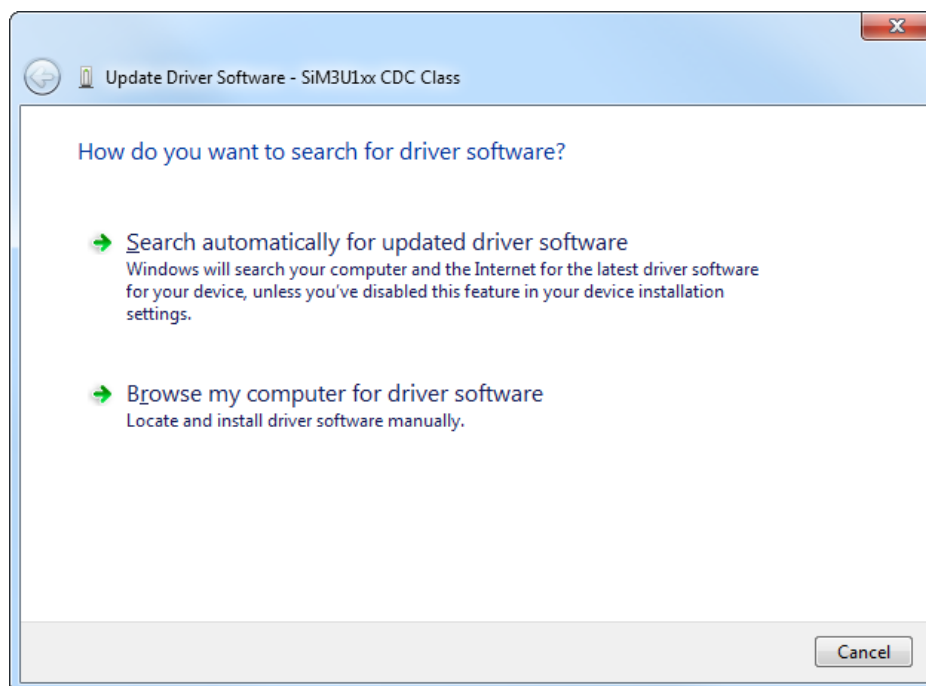 Update Driver Software - SiM3U1xx CDC Class
How do you want to search for driver software?
Search automatically for updated driver software
Windows will search your computer and the Internet for the latest driver software
for your device, unless you've disabled this feature in your device installation
settings.
Browse my computer for driver software
Locate and install driver software manually.
Cancel